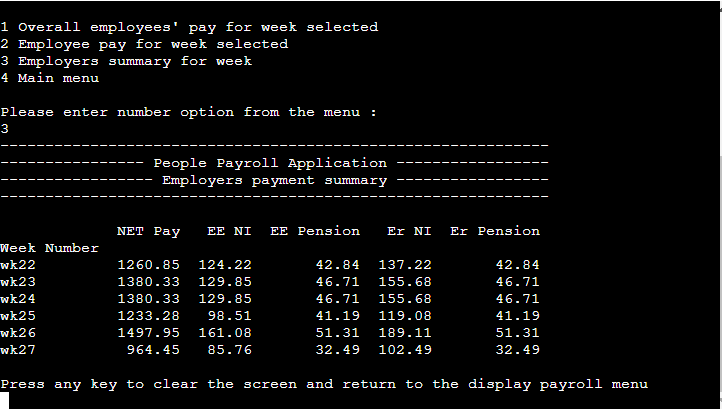 1 Overall employees' pay for week selected
2 Employee pay for week selected
3 Employers summary for week
4 Main menu
Please enter number option from the menu :
3
-------------------------------------------------------------
---------------- People Payroll Application -----------------
----------------- Employers payment summary -----------------
-------------------------------------------------------------
NET Pay EE NI EE Pension Er NI Er Pension
Week Number
wk22 1260.85 124.22 42.84 137.22 42.84
wk23 1380.33 129.85 46.71 155.68 46.71
wk24 1380.33 129.85 46.71 155.68 46.71
wk25 1233.28 98.51 41.19 119.08 41.19
wk26 1497.95 161.08 51.31 189.11 51.31
wk27 964.45 85.76 32.49 102.49 32.49
Press any key to clear the screen and return to the display payroll menu